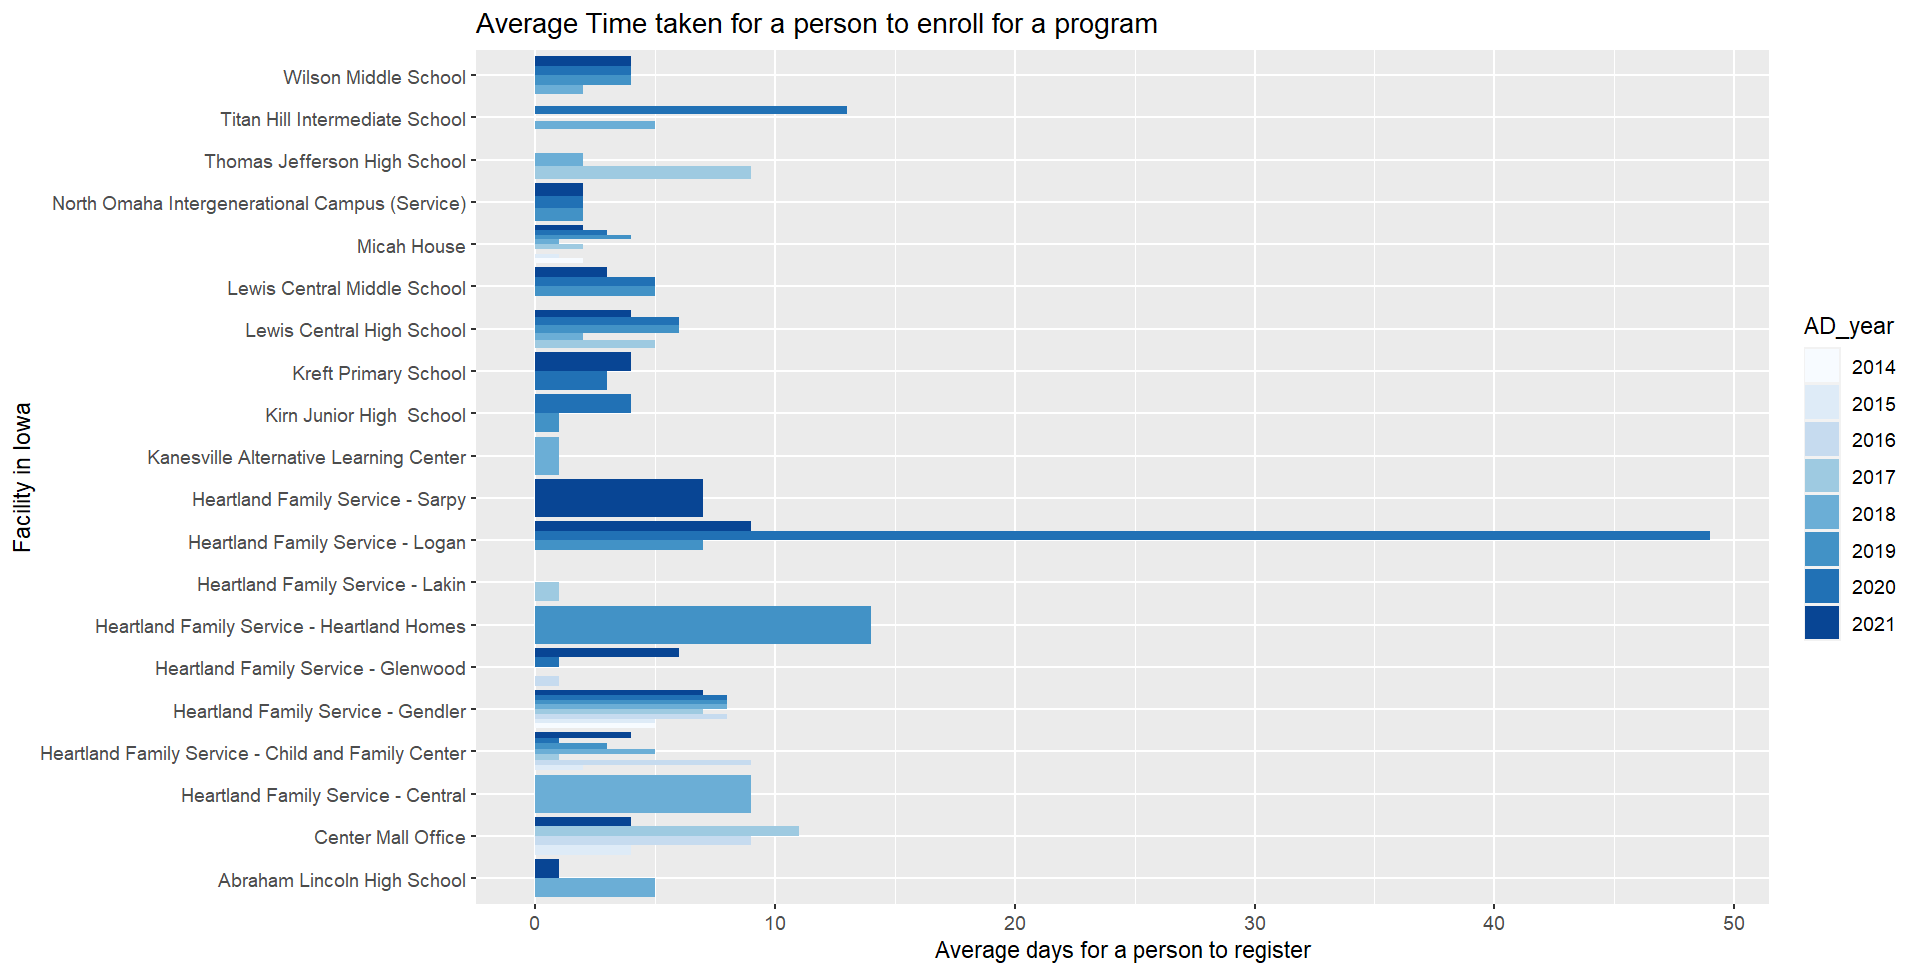 Average Time taken for a person to enroll for a program
Facility in Iowa
Wilson Middle School
Titan Hill Intermediate School
Thomas Jefferson High School
North Omaha Intergenerational Campus (Service)
Micah House
Lewis Central Middle School
Lewis Central High School
Kreft Primary School
Kirn Junior High  School
Kanesville Alternative Learning Center
Heartland Family Service - Sarpy
Heartland Family Service - Logan
Heartland Family Service - Lakin
Heartland Family Service - Heartland Homes
Heartland Family Service - Glenwood
Heartland Family Service - Gendler
Heartland Family Service - Child and Family Center
Heartland Family Service - Central
Center Mall Office
Abraham Lincoln High School
0 10 20 30 40 50
Average days for a person to register
AD_year
2014
2015
2016
2017
2018
2019
2020
2021